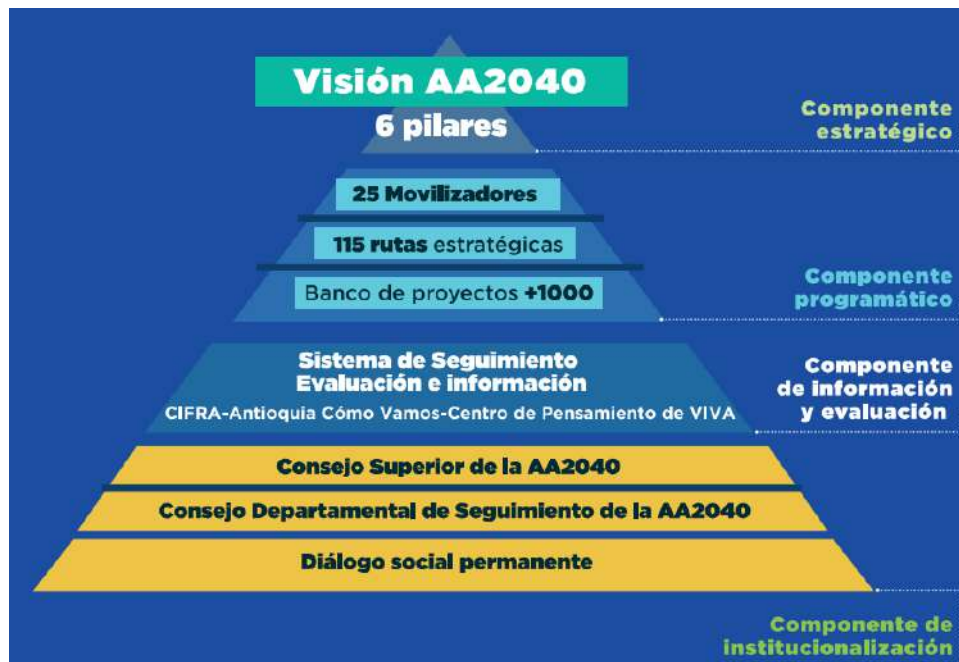 Visión AA2040
6 pilares
Componente
estratégico
25 Movilizadores
115 rutas estratégicas
Banco de proyectos +1000
Componente
programático
Sistema de Seguimiento
Evaluación e información
CIFRA-Antioquia Cómo Vamos-Centro de Pensamiento de VIVA
Componente
de información
y evaluación
Consejo Superior de la AA2040
Consejo Departamental de Seguimiento de la AA2040
Diálogo social permanente
Componente de
institucionalización